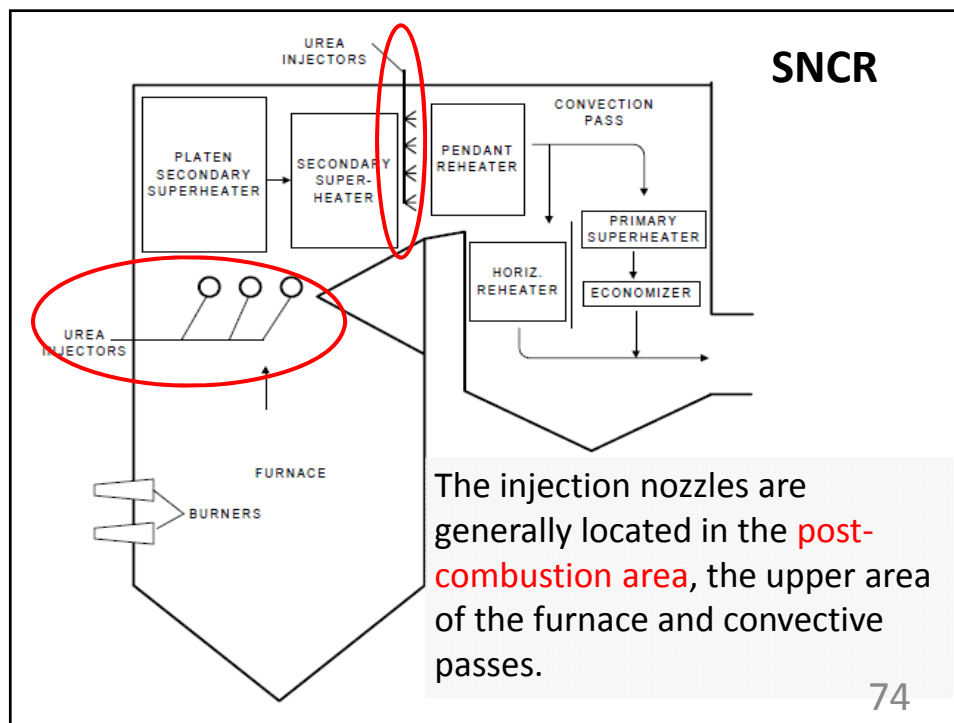 SNCR
UREA
INJECTORS
CONVECTION
PASS
PLATEN
SECONDARY
SUPERHEATER
SECONDARY
SUPER-
HEATER
PENDANT
REHEATER
PRIMARY
SUPERHEATER
HORIZ.
REHEATER
ECONOMIZER
UREA
INJECTORS
FURNACE
BURNERS
The injection nozzles are
generally located in the post-
combustion area, the upper area
of the furnace and convective
passes.
74